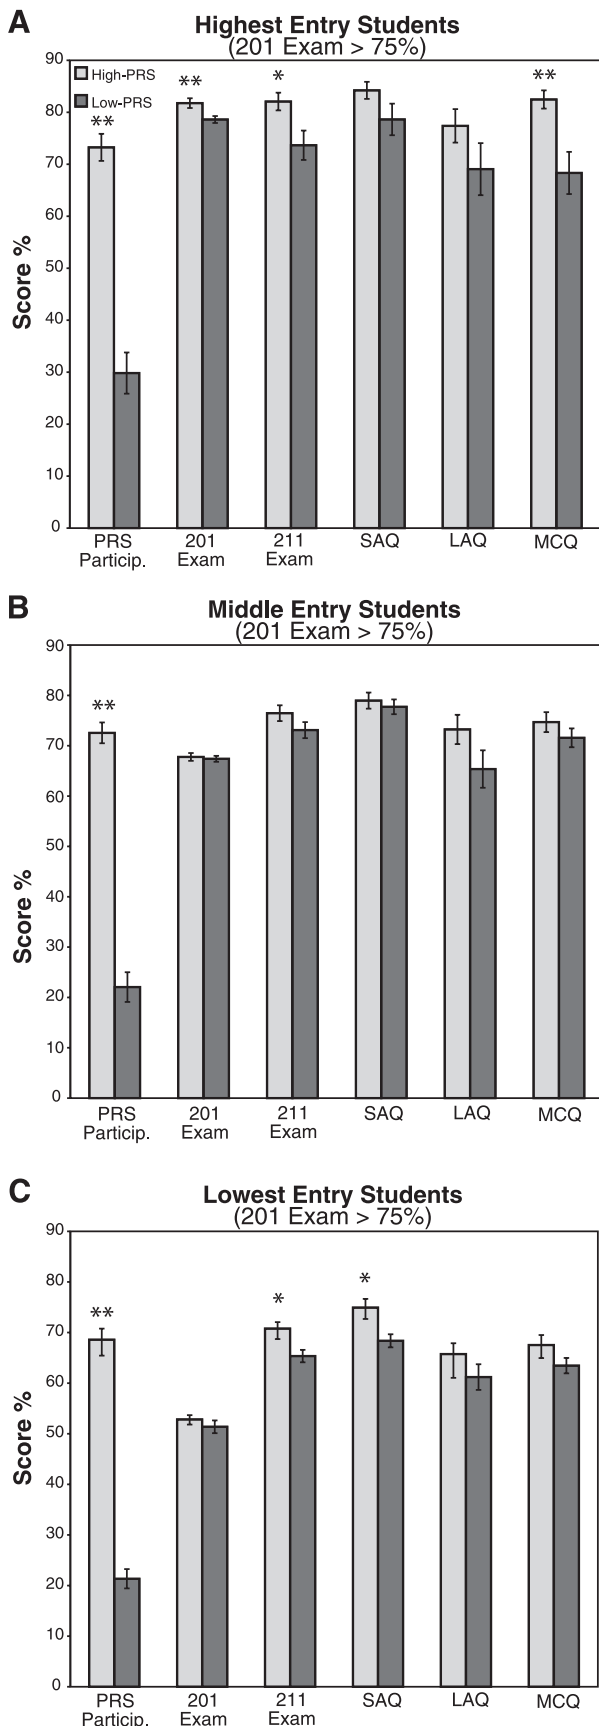 A
Highest Entry Students
(201 Exam > 75%)
High-PRS
Low-PRS
**
**
*
**
90
80
70
60
50
40
30
20
10
0
Score %
PRS Particip.
201 Exam
211 Exam
SAQ
LAQ
MCQ
B
Middle Entry Students
(201 Exam > 75%)
**
90
80
70
60
50
40
30
20
10
0
Score %
PRS Particip.
201 Exam
211 Exam
SAQ
LAQ
MCQ
C
Lowest Entry Students
(201 Exam > 75%)
**
*
*
90
80
70
60
50
40
30
20
10
0
Score %
PRS Particip.
201 Exam
211 Exam
SAQ
LAQ
MCQ